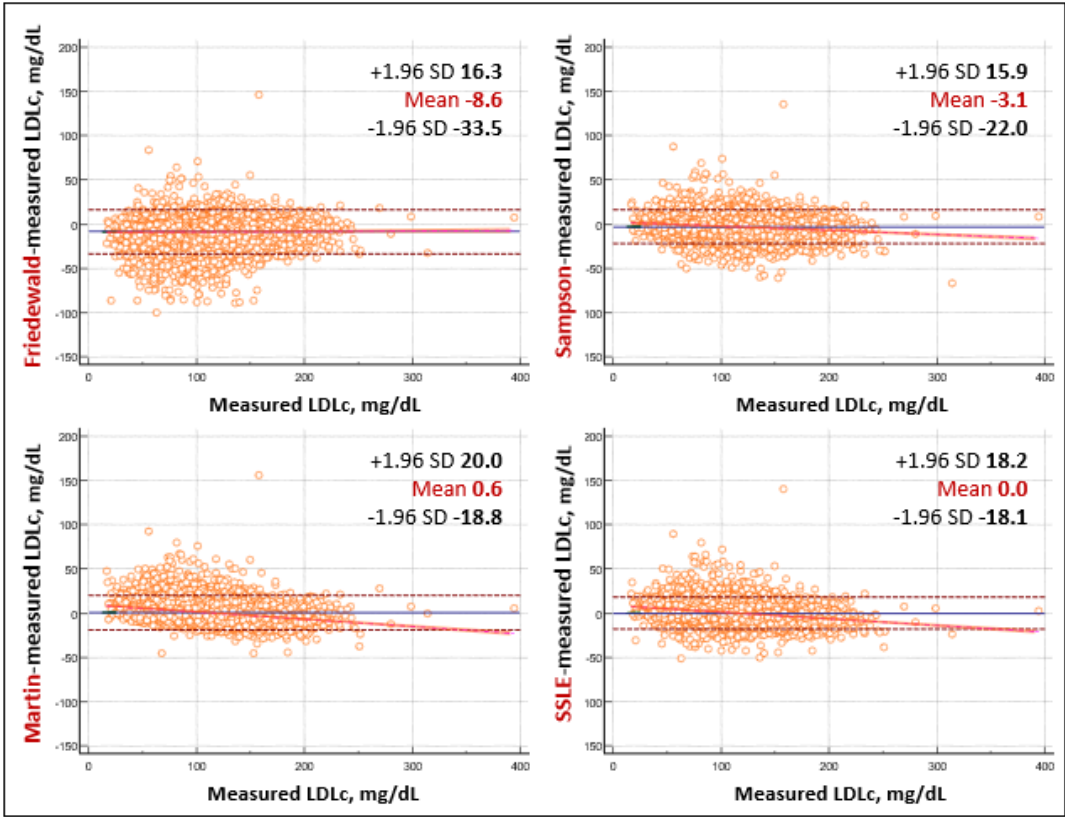 Friedewald-measured LDLc, mg/dL
200
150
100
50
0
-50
-100
-150
+1.96 SD 16.3
Mean -8.6
-1.96 SD -33.5
0 100 200 300 400
Measured LDLc, mg/dL
Sampson-measured LDLc, mg/dL
200
150
100
50
0
-50
-100
-150
+1.96 SD 15.9
Mean -3.1
-1.96 SD -22.0
0 100 200 300 400
Measured LDLc, mg/dL
Martin-measured LDLc, mg/dL
200
150
100
50
0
-50
-100
-150
+1.96 SD 20.0
Mean 0.6
-1.96 SD -18.8
0 100 200 300 400
Measured LDLc, mg/dL
SSLE-measured LDLc, mg/dL
200
150
100
50
0
-50
-100
-150
+1.96 SD 18.2
Mean 0.0
-1.96 SD -18.1
0 100 200 300 400
Measured LDLc, mg/dL